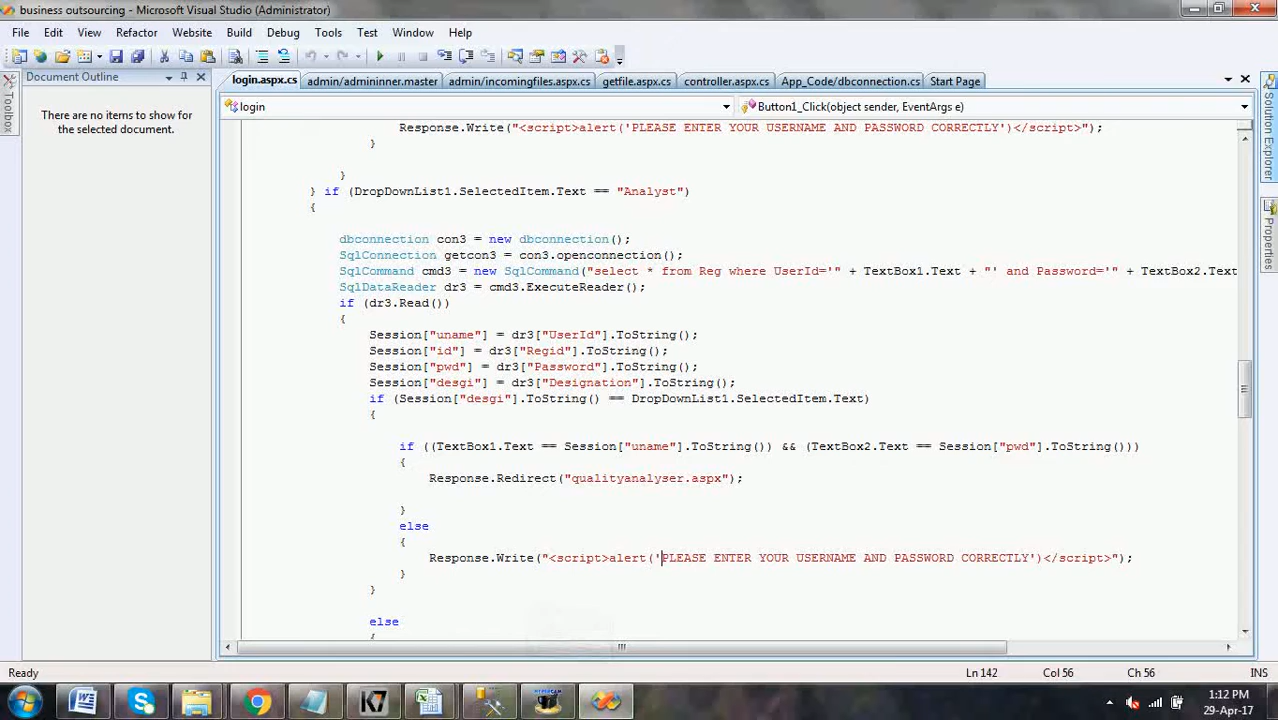 business outsourcing - Microsoft Visual Studio (Administrator)
File Edit View Refactor Website Build Debug Tools Test Window Help
Document Outline
login.aspx.cs admin/admininner.master admin/incomingfiles.aspx.cs getfile.aspx.cs controller.aspx.cs App_Code/dbconnection.cs Start Page
Toolbox
There are no items to show for
the selected document.
login
Button1_Click(object sender, EventArgs e)
Solution Explorer
Properties
Response.Write("<script>alert('PLEASE ENTER YOUR USERNAME AND PASSWORD CORRECTLY')</script>");
}
}
} if (DropDownList1.SelectedItem.Text == "Analyst")
{
dbconnection con3 = new dbconnection();
SqlConnection getcon3 = con3.openconnection();
SqlCommand cmd3 = new SqlCommand("select * from Reg where UserId='" + TextBox1.Text + "' and Password='" + TextBox2.Text
SqlDataReader dr3 = cmd3.ExecuteReader();
if (dr3.Read())
{
Session["uname"] = dr3["UserId"].ToString();
Session["id"] = dr3["Regid"].ToString();
Session["pwd"] = dr3["Password"].ToString();
Session["desgi"] = dr3["Designation"].ToString();
if (Session["desgi"].ToString() == DropDownList1.SelectedItem.Text)
{
if ((TextBox1.Text == Session["uname"].ToString()) && (TextBox2.Text == Session["pwd"].ToString()))
{
Response.Redirect("qualityanalyser.aspx");
}
else
{
Response.Write("<script>alert('PLEASE ENTER YOUR USERNAME AND PASSWORD CORRECTLY')</script>");
}
}
else
{
Ready Ln 142 Col 56 Ch 56 INS
K7
HYPERCAM
1:12 PM
29-Apr-17